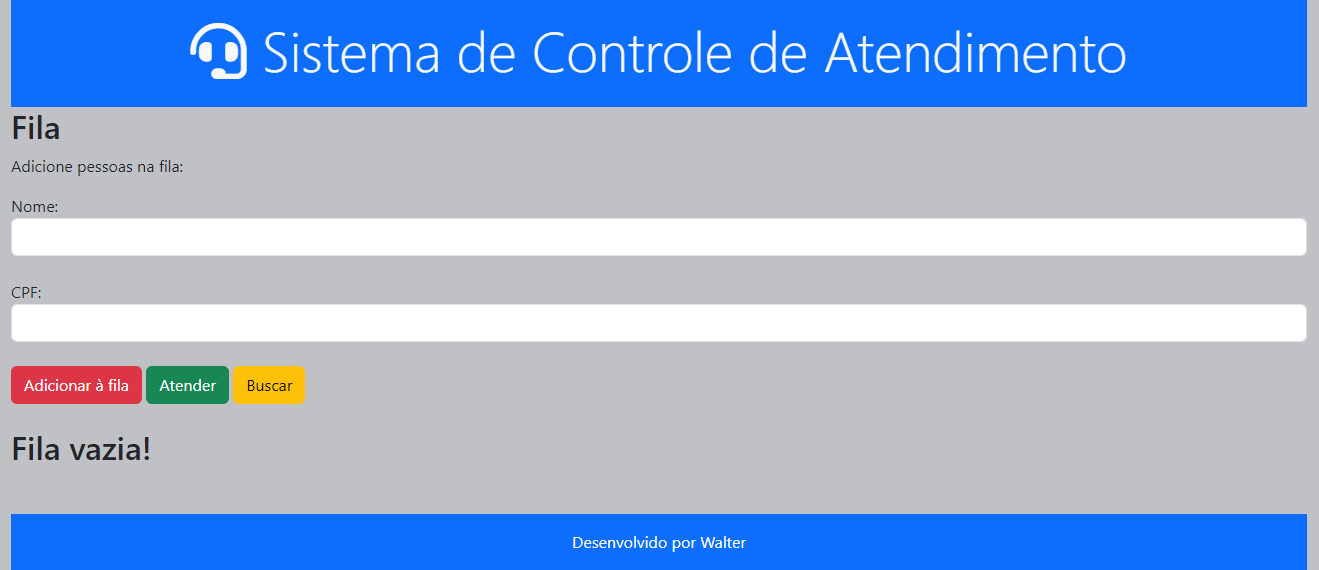 Sistema de Controle de Atendimento
Fila
Adicione pessoas na fila:
Nome:
CPF:
Adicionar à fila Atender Buscar
Fila vazia!
Desenvolvido por Walter